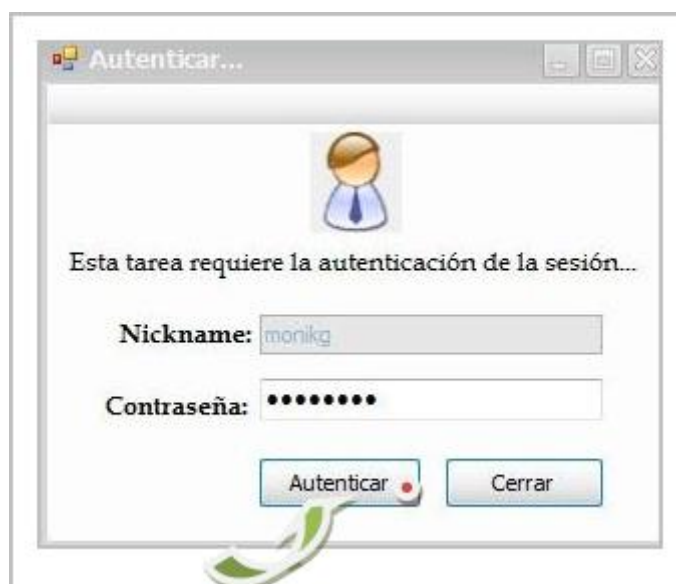 Autenticar...
Esta tarea requiere la autenticación de la sesión...
Nickname: monikg
Contraseña: ••••••••
Autenticar Cerrar